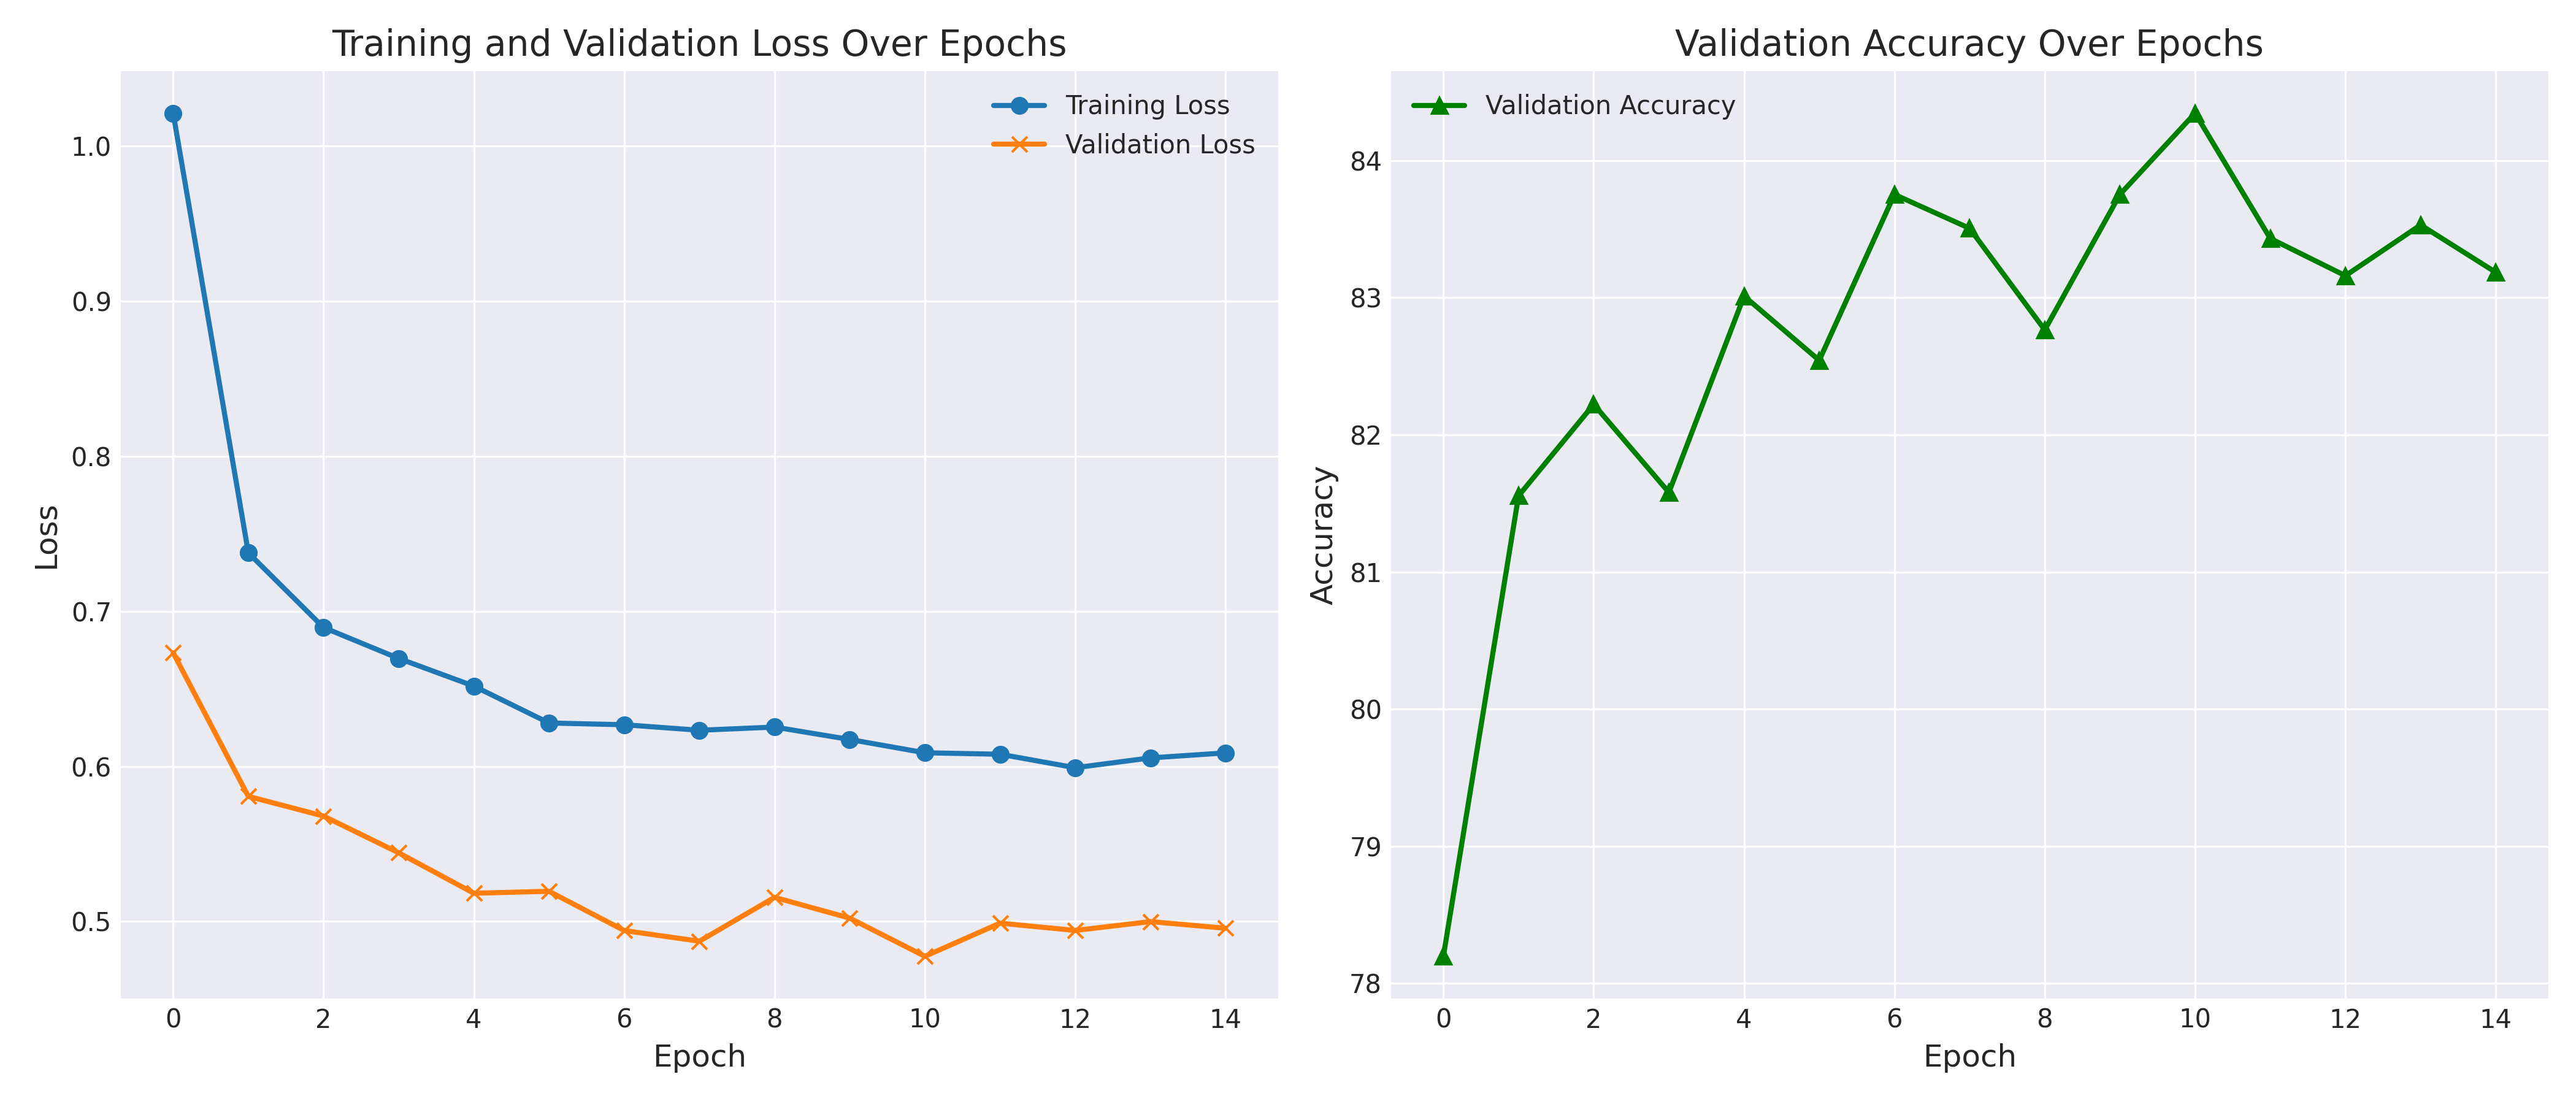 Training and Validation Loss Over Epochs
Training Loss
Validation Loss
1.0
0.9
0.8
0.7
0.6
0.5
Loss
0 2 4 6 8 10 12 14
Epoch
Validation Accuracy Over Epochs
Validation Accuracy
84
83
82
81
80
79
78
Accuracy
0 2 4 6 8 10 12 14
Epoch